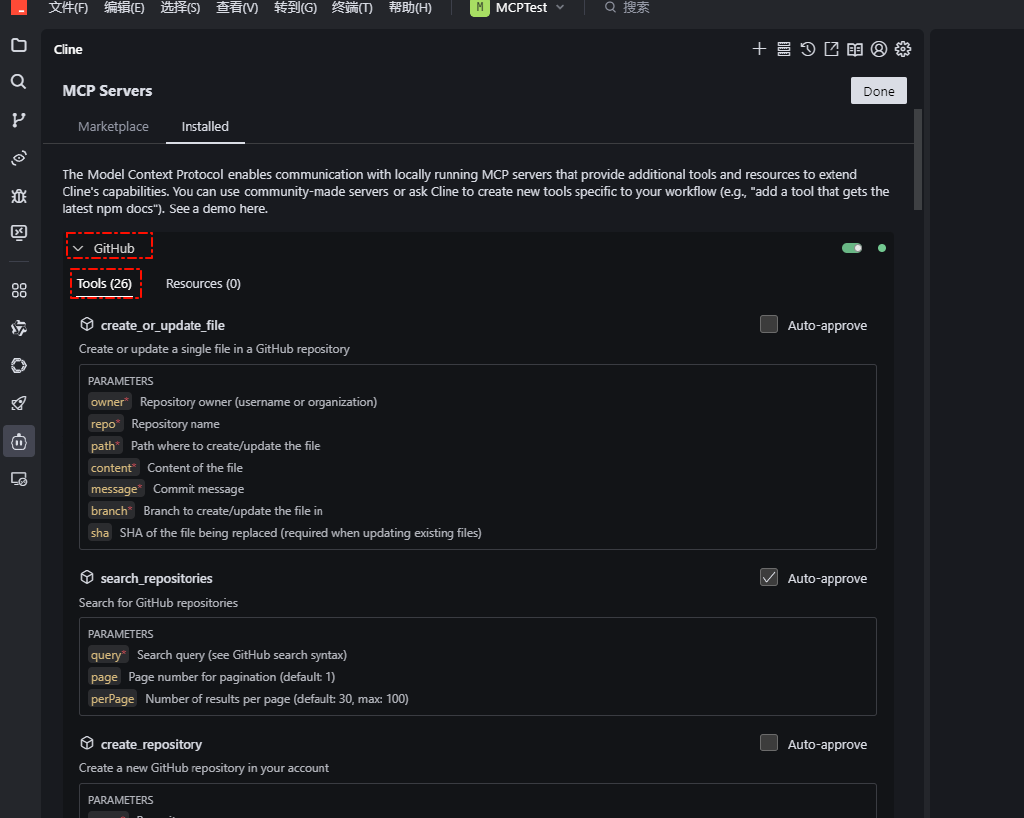 文件(F) 编辑(E) 选择(S) 查看(V) 转到(G) 终端(T) 帮助(H) M MCPTest 搜索
Cline
MCP Servers Done
Marketplace Installed
The Model Context Protocol enables communication with locally running MCP servers that provide additional tools and resources to extend
Cline's capabilities. You can use community-made servers or ask Cline to create new tools specific to your workflow (e.g., "add a tool that gets the
latest npm docs"). See a demo here.
GitHub
Tools (26) Resources (0)
create_or_update_file Auto-approve
Create or update a single file in a GitHub repository
PARAMETERS
owner* Repository owner (username or organization)
repo* Repository name
path* Path where to create/update the file
content* Content of the file
message* Commit message
branch* Branch to create/update the file in
sha SHA of the file being replaced (required when updating existing files)
search_repositories Auto-approve
Search for GitHub repositories
PARAMETERS
query* Search query (see GitHub search syntax)
page Page number for pagination (default: 1)
perPage Number of results per page (default: 30, max: 100)
create_repository Auto-approve
Create a new GitHub repository in your account
PARAMETERS